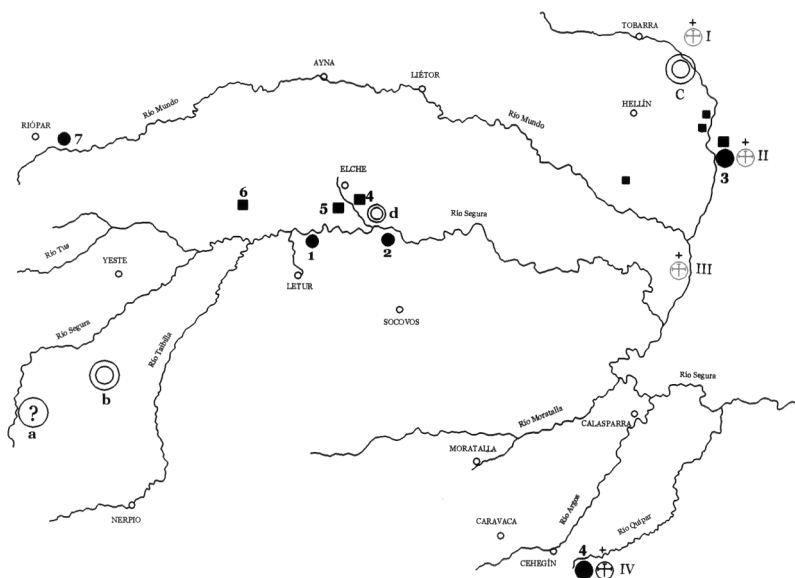 TOBARRA
I
AYNA
LIÉTOR
C
HELLÍN
Río Mundo
Río Mundo
RIÓPAR
7
II
3
ELCHE
6
4
5
d
Río Segura
1
2
Río Tus
YESTE
LETUR
III
SOCOVOS
Río Segura
Río Taibilla
b
Río Segura
?
a
Río Moratalla
CALASPARRA
MORATALLA
NERPIO
Río Argos
Río Quipar
CARAVACA
CEHEGÍN
4
IV